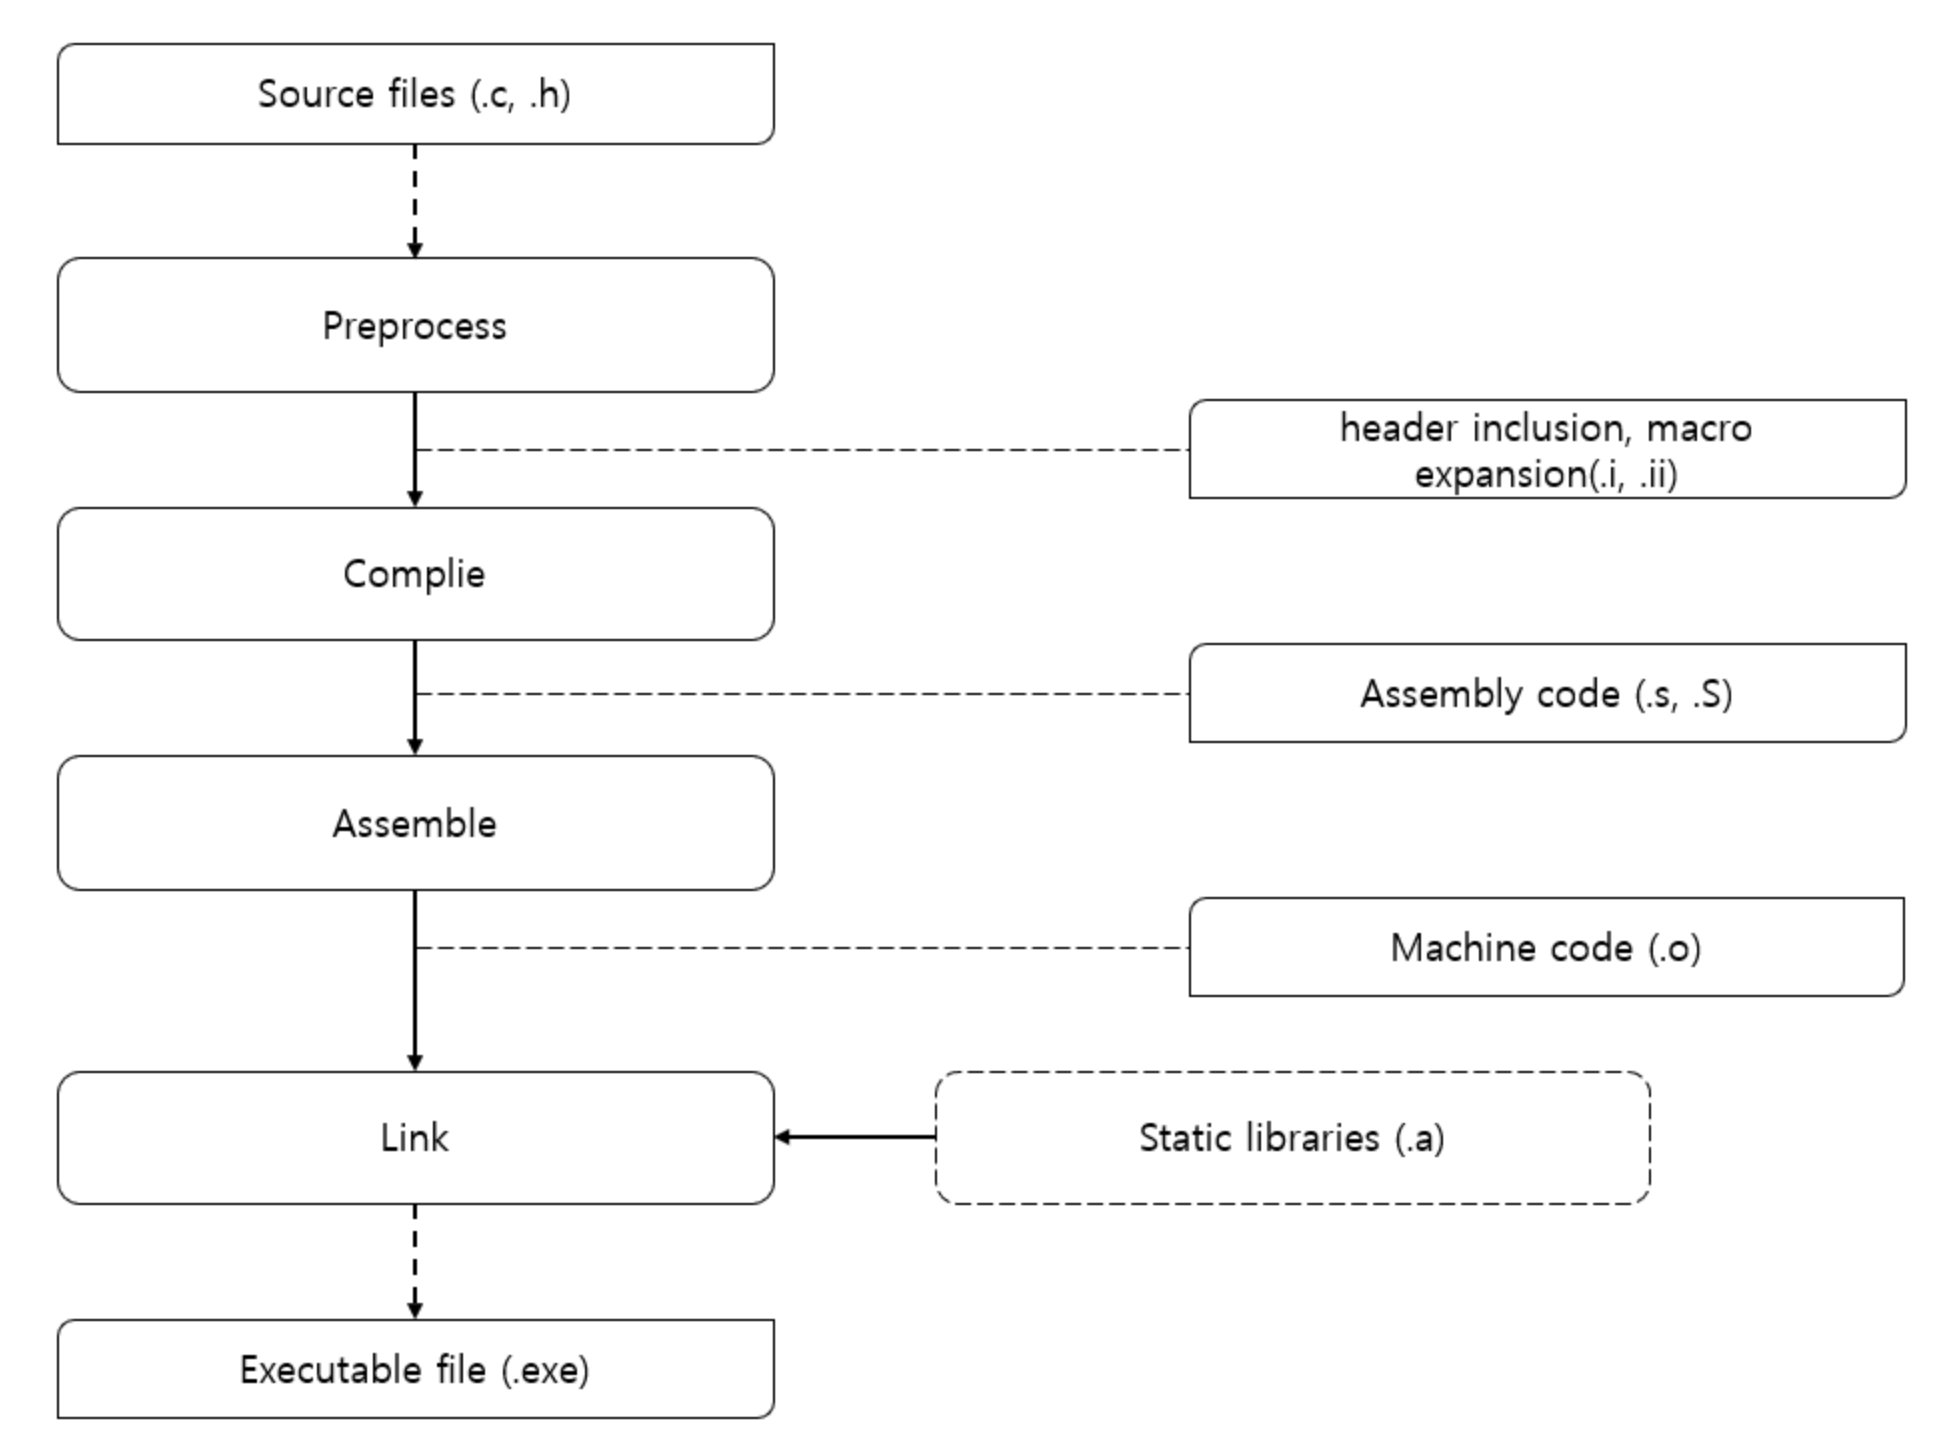 Source files (.c, .h)
Preprocess
header inclusion, macro
expansion(.i, .ii)
Complie
Assembly code (.s, .S)
Assemble
Machine code (.o)
Link
Static libraries (.a)
Executable file (.exe)